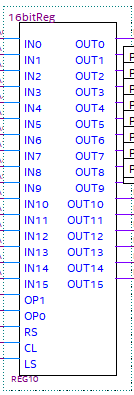 16bitReg
IN0 OUT0
IN1 OUT1
IN2 OUT2
IN3 OUT3
IN4 OUT4
IN5 OUT5
IN6 OUT6
IN7 OUT7
IN8 OUT8
IN9 OUT9
IN10 OUT10
IN11 OUT11
IN12 OUT12
IN13 OUT13
IN14 OUT14
IN15 OUT15
OP1
OP0
RS
CL
LS
REG10